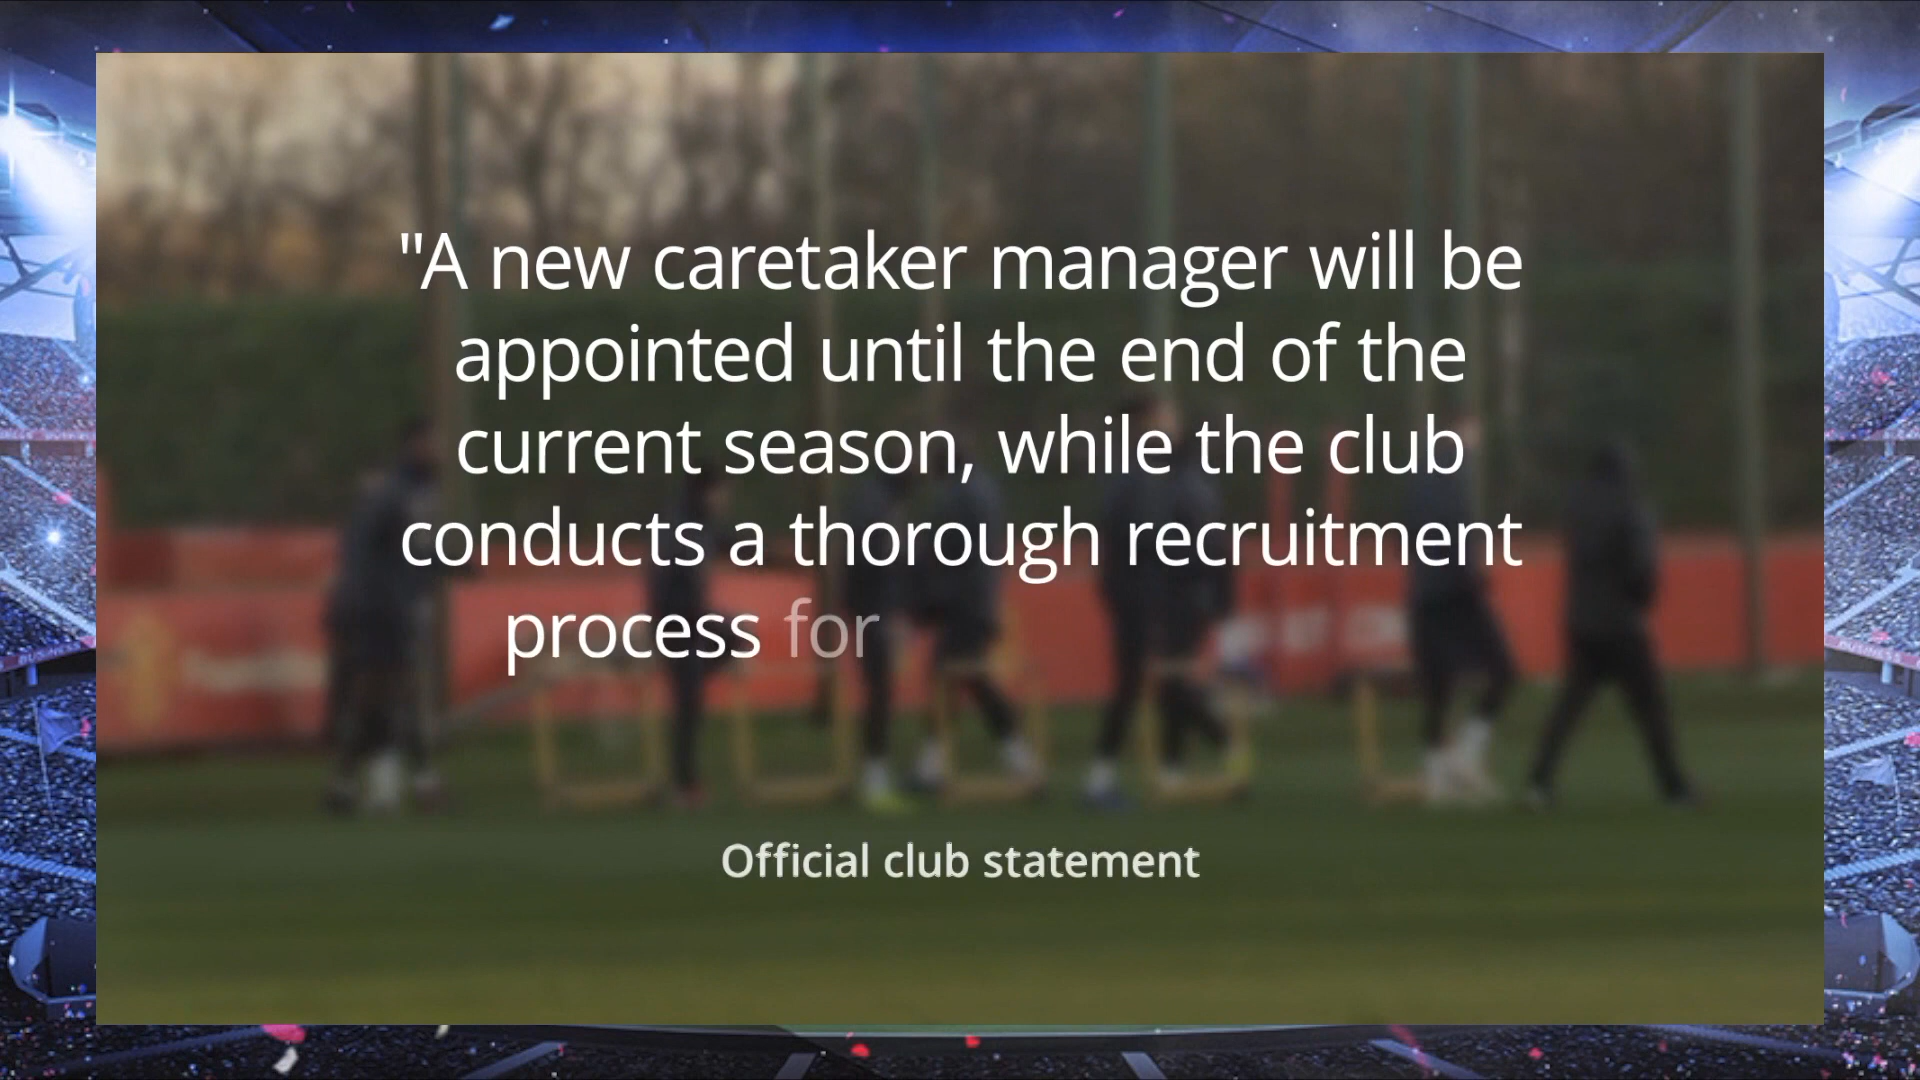 "A new caretaker manager will be
appointed until the end of the
current season, while the club
conducts a thorough recruitment
process for
Official club statement